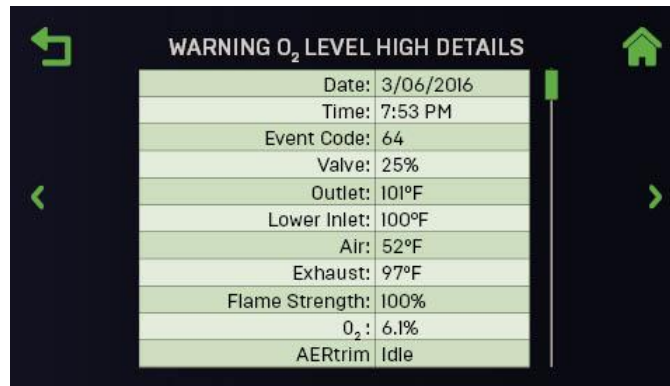 WARNING O₂ LEVEL HIGH DETAILS
Date: 3/06/2016
Time: 7:53 PM
Event Code: 64
Valve: 25%
Outlet: 101°F
Lower Inlet: 100°F
Air: 52°F
Exhaust: 97°F
Flame Strength: 100%
O₂: 6.1%
AERtrim Idle